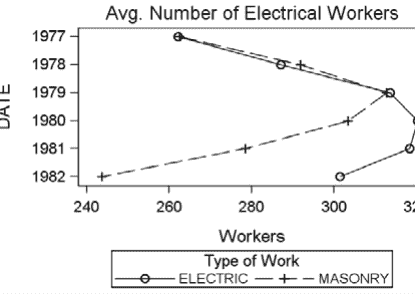 Avg. Number of Electrical Workers
DATE
1977
1978
1979
1980
1981
1982
240
260
280
300
Workers
Type of Work
ELECTRIC
MASONRY